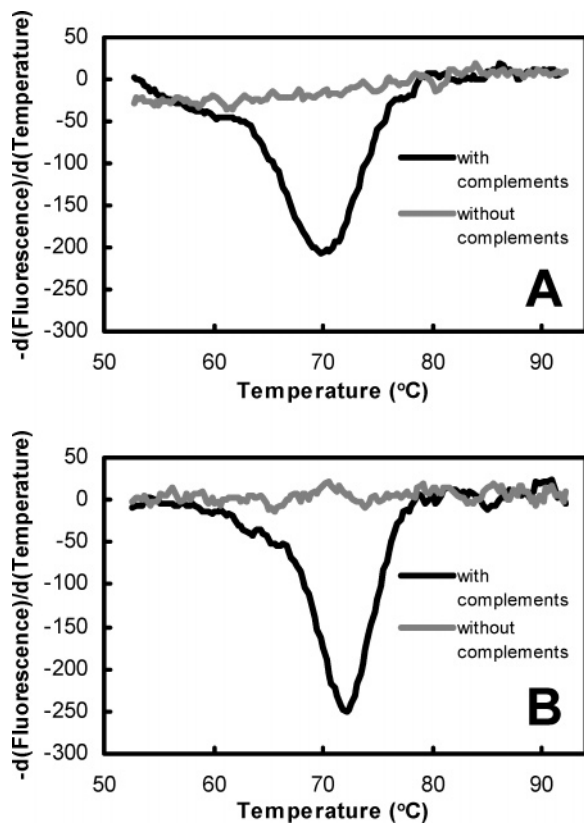 50
0
-50
-100
-150
-200
-250
-300
-d(Fluorescence)/d(Temperature)
with
complements
without
complements
A
50 60 70 80 90
Temperature (°C)
50
0
-50
-100
-150
-200
-250
-300
-d(Fluorescence)/d(Temperature)
with
complements
without
complements
B
50 60 70 80 90
Temperature (°C)